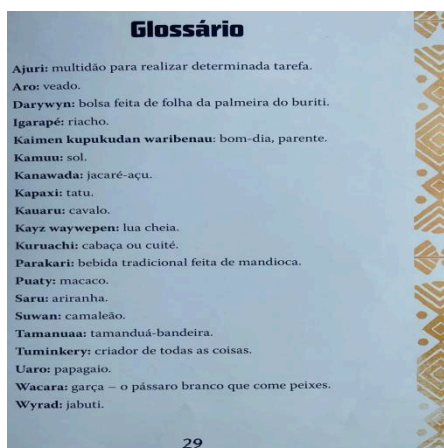 Glossário
Ajuri: multidão para realizar determinada tarefa.
Aro: veado.
Darywyn: bolsa feita de folha da palmeira do buriti.
Igarapé: riacho.
Kaimen kupukudan waribenau: bom-dia, parente.
Kamuu: sol.
Kanawada: jacaré-açu.
Kapaxi: tatu.
Kauaru: cavalo.
Kayz waywepen: lua cheia.
Kuruachi: cabaça ou cuité.
Parakari: bebida tradicional feita de mandioca.
Puaty: macaco.
Saru: ariranha.
Suwan: camaleão.
Tamanuaa: tamanduá-bandeira.
Tuminkery: criador de todas as coisas.
Uaro: papagaio.
Wacara: garça – o pássaro branco que come peixes.
Wyrad: jabuti.
29